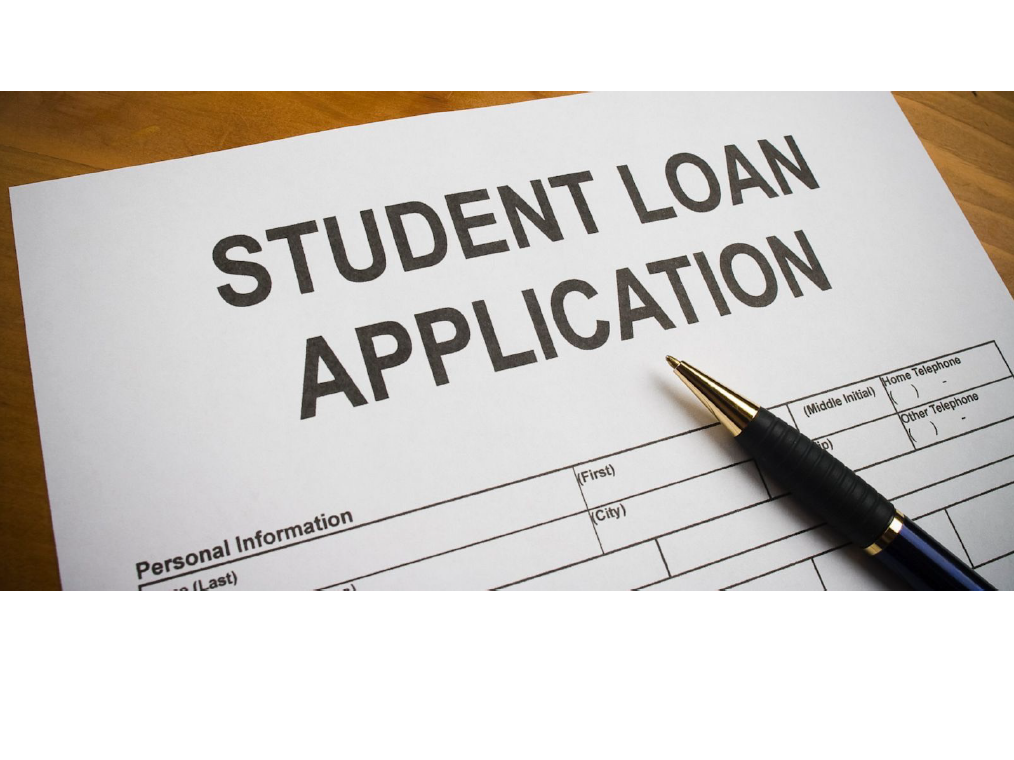 STUDENT LOAN
APPLICATION
Personal Information
(Last)
(First)
(Middle Initial)
Home Telephone
( ) -
(City)
Other Telephone
( ) -